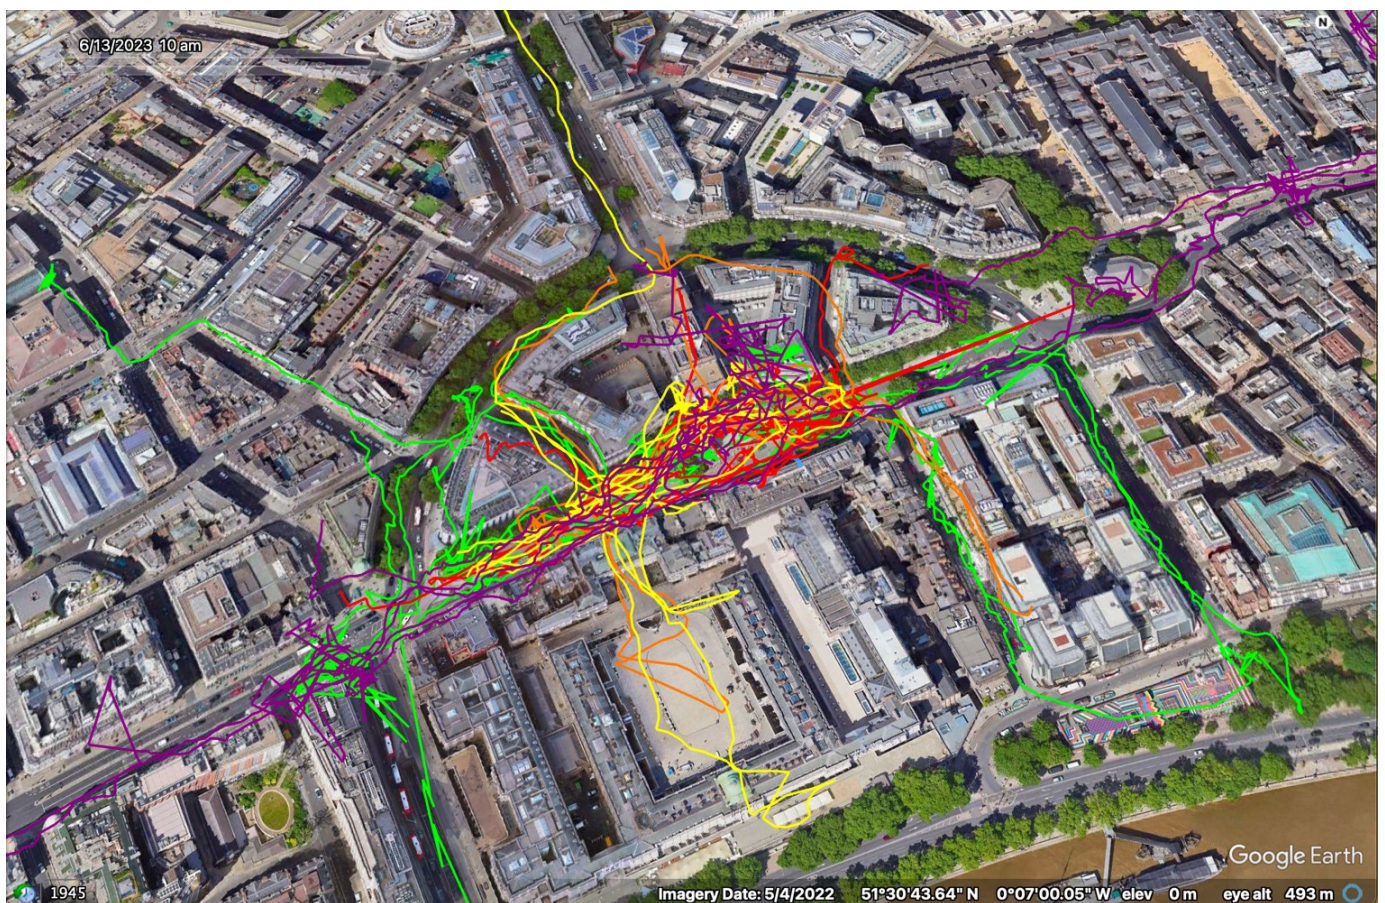 6/13/2023 10 am
N
Google Earth
1945
Imagery Date: 5/4/2022 51°30'43.64" N 0°07'00.05" W elev 0 m eye alt 493 m